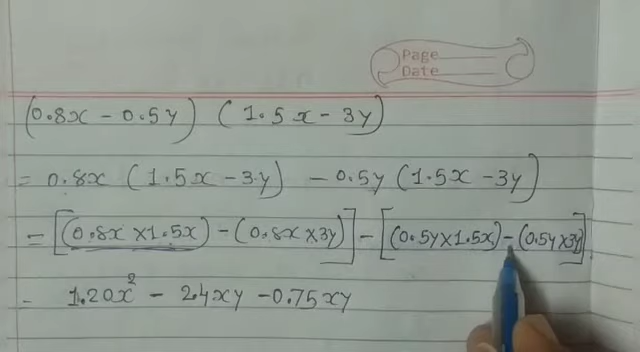 Page
Date
(0.8x - 0.5y) (1.5x - 3y)
= 0.8x (1.5x - 3y) - 0.5y (1.5x - 3y)
= [(0.8x × 1.5x) - (0.8x × 3y)] - [(0.5y × 1.5x) - (0.5y × 3y)]
- 1.20x² - 2.4xy - 0.75xy